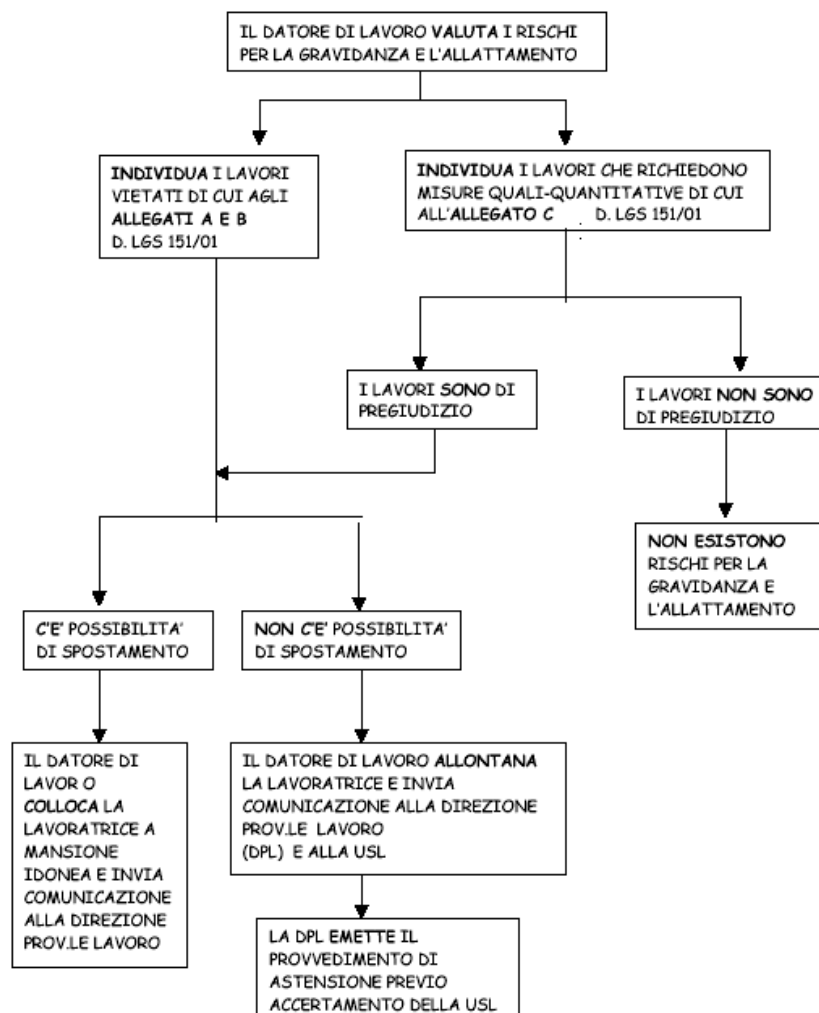 IL DATORE DI LAVORO VALUTA I RISCHI
PER LA GRAVIDANZA E L'ALLATTAMENTO
INDIVIDUA I LAVORI
VIETATI DI CUI AGLI
ALLEGATI A E B
D. LGS 151/01
INDIVIDUA I LAVORI CHE RICHIEDONO
MISURE QUALI-QUANTITATIVE DI CUI
ALL'ALLEGATO C D. LGS 151/01
I LAVORI SONO DI
PREGIUDIZIO
I LAVORI NON SONO
DI PREGIUDIZIO
NON ESISTONO
RISCHI PER LA
GRAVIDANZA E
L'ALLATTAMENTO
C'E' POSSIBILITA'
DI SPOSTAMENTO
NON C'E' POSSIBILITA'
DI SPOSTAMENTO
IL DATORE DI
LAVOR O
COLLOCA LA
LAVORATRICE A
MANSIONE
IDONEA E INVIA
COMUNICAZIONE
ALLA DIREZIONE
PROV.LE LAVORO
IL DATORE DI LAVORO ALLONTANA
LA LAVORATRICE E INVIA
COMUNICAZIONE ALLA DIREZIONE
PROV.LE LAVORO
(DPL) E ALLA USL
LA DPL EMETTE IL
PROVVEDIMENTO DI
ASTENSIONE PREVIO
ACCERTAMENTO DELLA USL